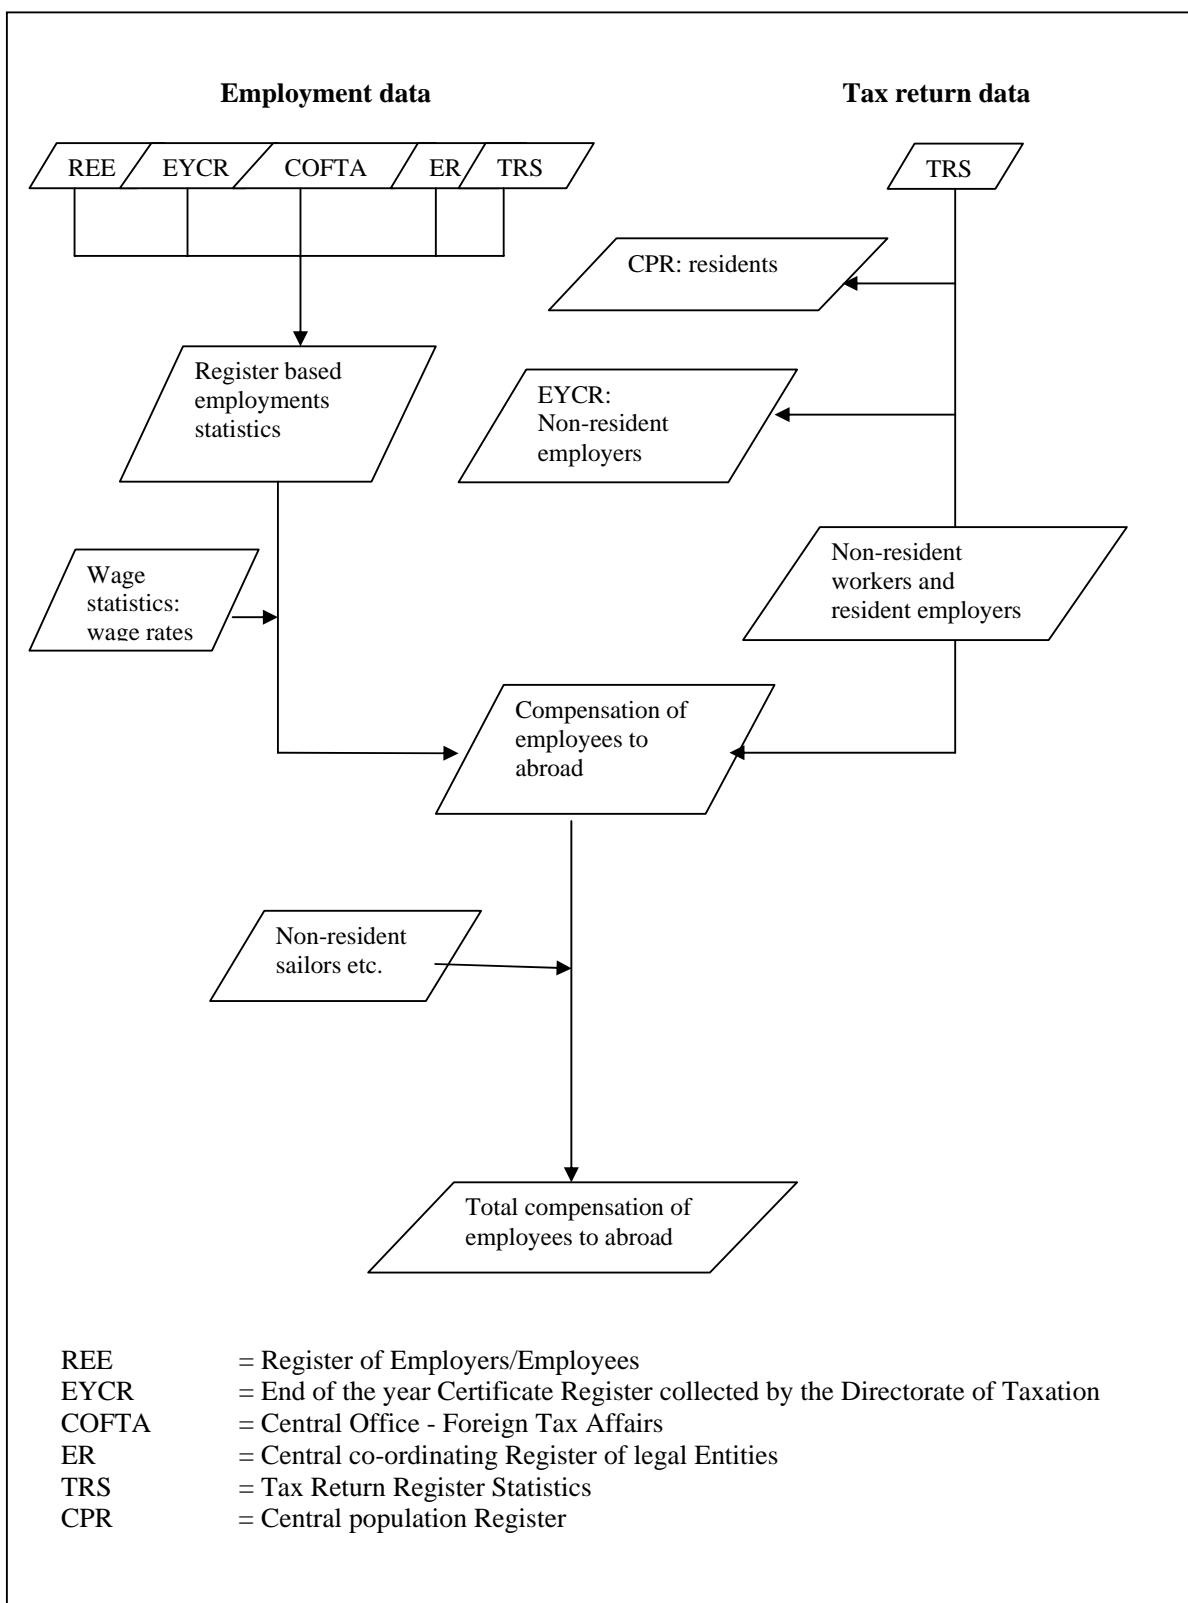 Employment data
Tax return data
REE EYCR COFTA ER TRS
TRS
CPR: residents
Register based
employments
statistics
EYCR:
Non-resident
employers
Wage
statistics:
wage rates
Non-resident
workers and
resident employers
Compensation of
employees to
abroad
Non-resident
sailors etc.
Total compensation of
employees to abroad
REE = Register of Employers/Employees
EYCR = End of the year Certificate Register collected by the Directorate of Taxation
COFTA = Central Office - Foreign Tax Affairs
ER = Central co-ordinating Register of legal Entities
TRS = Tax Return Register Statistics
CPR = Central population Register